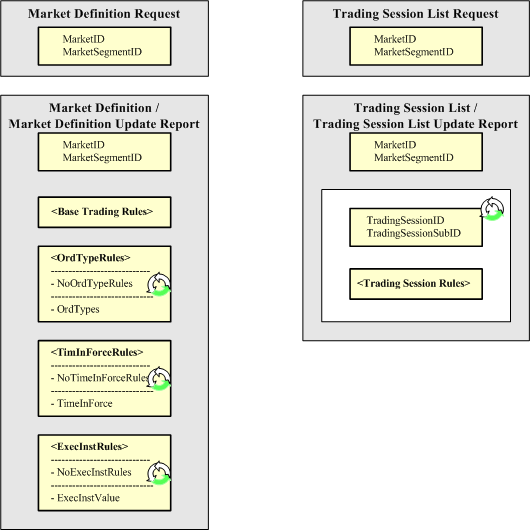 Market Definition Request
MarketID
MarketSegmentID
Market Definition /
Market Definition Update Report
MarketID
MarketSegmentID
<Base Trading Rules>
<OrdTypeRules>
- NoOrdTypeRules
- OrdTypes
<TimInForceRules>
- NoTimeInForceRules
- TimeInForce
<ExecInstRules>
- NoExecInstRules
- ExecInstValue
Trading Session List Request
MarketID
MarketSegmentID
Trading Session List /
Trading Session List Update Report
MarketID
MarketSegmentID
TradingSessionID
TradingSessionSubID
<Trading Session Rules>